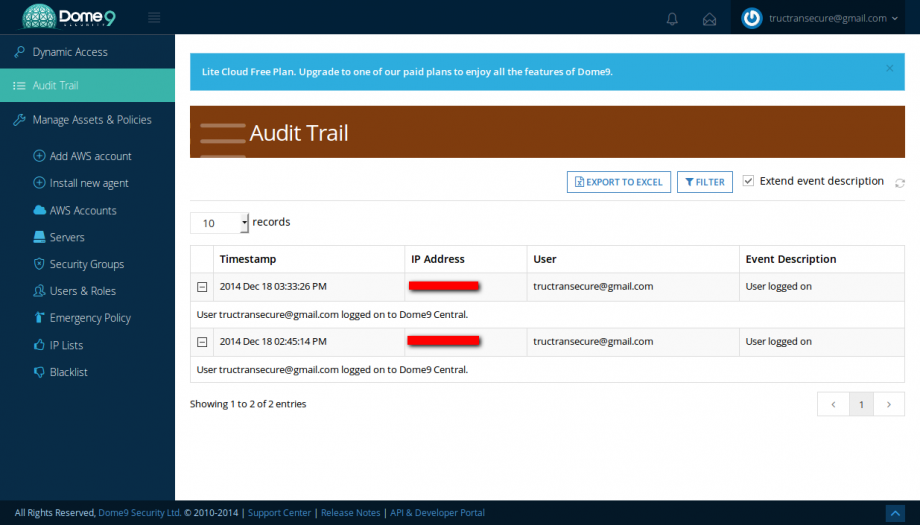 Dome9
SECURITY
tructransecure@gmail.com
Dynamic Access
Audit Trail
Manage Assets & Policies
Add AWS account
Install new agent
AWS Accounts
Servers
Security Groups
Users & Roles
Emergency Policy
IP Lists
Blacklist
Lite Cloud Free Plan. Upgrade to one of our paid plans to enjoy all the features of Dome9.
Audit Trail
EXPORT TO EXCEL FILTER Extend event description
10 records
Timestamp IP Address User Event Description
2014 Dec 18 03:33:26 PM tructransecure@gmail.com User logged on
User tructransecure@gmail.com logged on to Dome9 Central.
2014 Dec 18 02:45:14 PM tructransecure@gmail.com User logged on
User tructransecure@gmail.com logged on to Dome9 Central.
Showing 1 to 2 of 2 entries
1
All Rights Reserved, Dome9 Security Ltd. © 2010-2014 | Support Center | Release Notes | API & Developer Portal